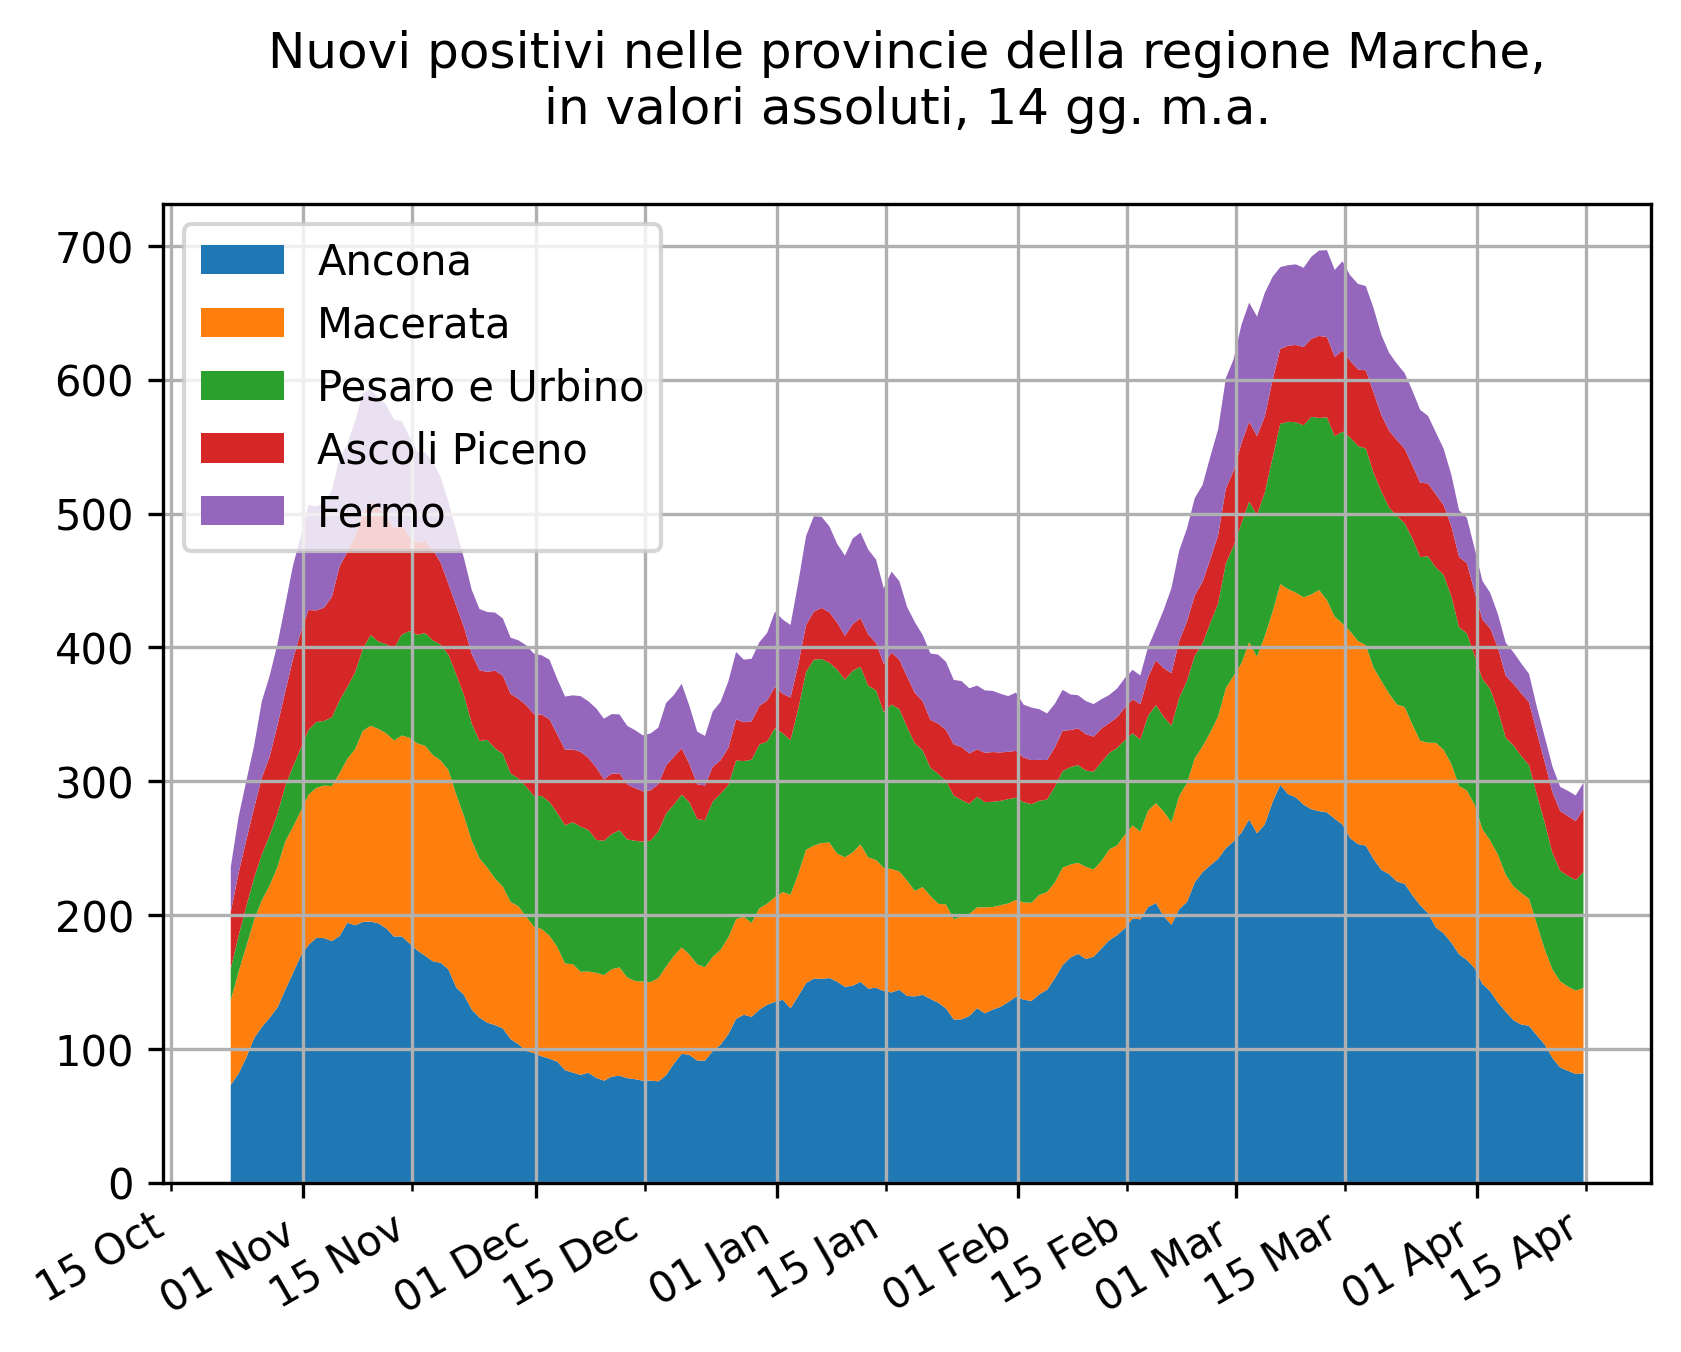 Nuovi positivi nelle provincie della regione Marche,
in valori assoluti, 14 gg. m.a.
Ancona
Macerata
Pesaro e Urbino
Ascoli Piceno
Fermo
700
600
500
400
300
200
100
0
15 Oct
01 Nov
15 Nov
01 Dec
15 Dec
01 Jan
15 Jan
01 Feb
15 Feb
01 Mar
15 Mar
01 Apr
15 Apr